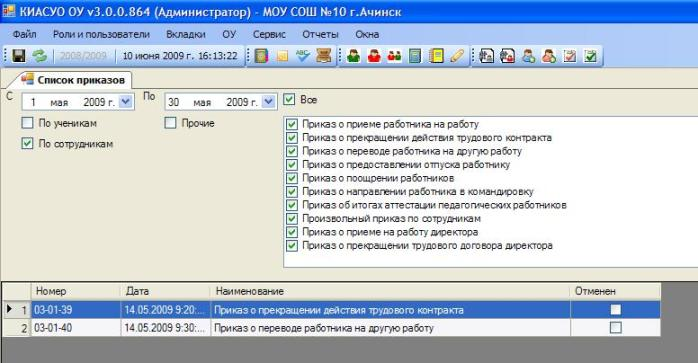 КИАСУО ОУ v3.0.0.864 (Администратор) - МОУ СОШ №10 г.Ачинск
Файл Роли и пользователи Вкладки ОУ Сервис Отчеты Окна
2008/2009 10 июня 2009 г. 16:13:22
Список приказов
С 1 мая 2009 г. По 30 мая 2009 г. Все
По ученикам Прочие
По сотрудникам
Приказ о приеме работника на работу
Приказ о прекращении действия трудового контракта
Приказ о переводе работника на другую работу
Приказ о предоставлении отпуска работнику
Приказ о поощрении работников
Приказ о направлении работника в командировку
Приказ об итогах аттестации педагогических работников
Произвольный приказ по сотрудникам
Приказ о приеме на работу директора
Приказ о прекращении трудового договора директора
Номер Дата Наименование Отменен
1 03-01-39 14.05.2009 9:20:... Приказ о прекращении действия трудового контракта
2 03-01-40 14.05.2009 9:30:... Приказ о переводе работника на другую работу